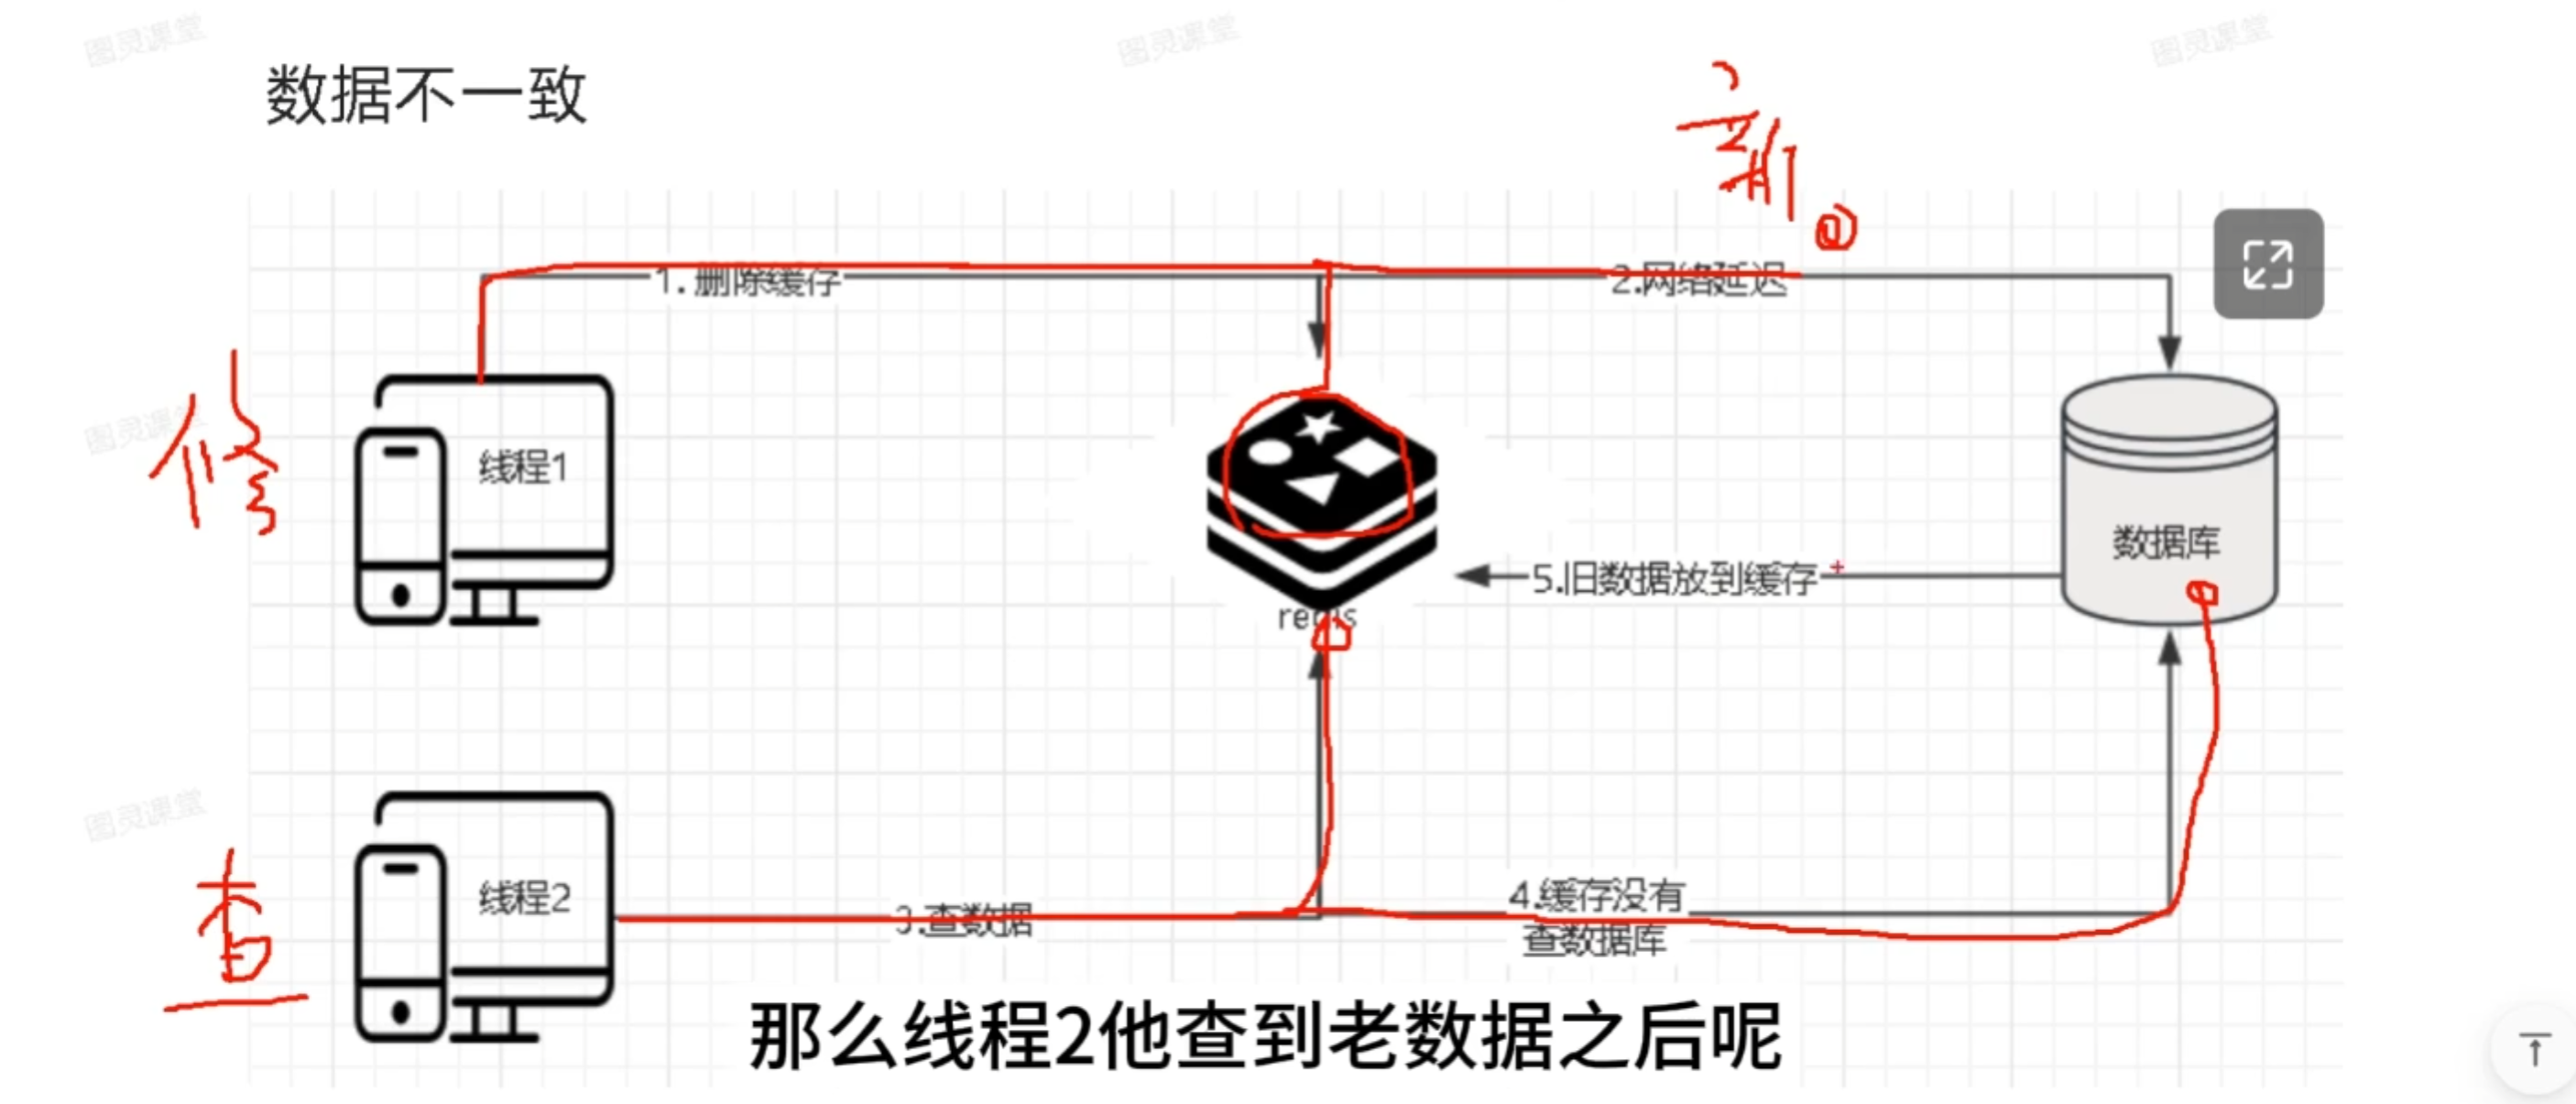 图灵课堂
图灵课堂
图灵课堂
数据不一致
更新
1. 删除缓存
2.网络延迟
图灵课堂
修
线程1
数据库
5.旧数据放到缓存
redis
图灵课堂
查
线程2
3.查数据
4.缓存没有
查数据库
那么线程2他查到老数据之后呢